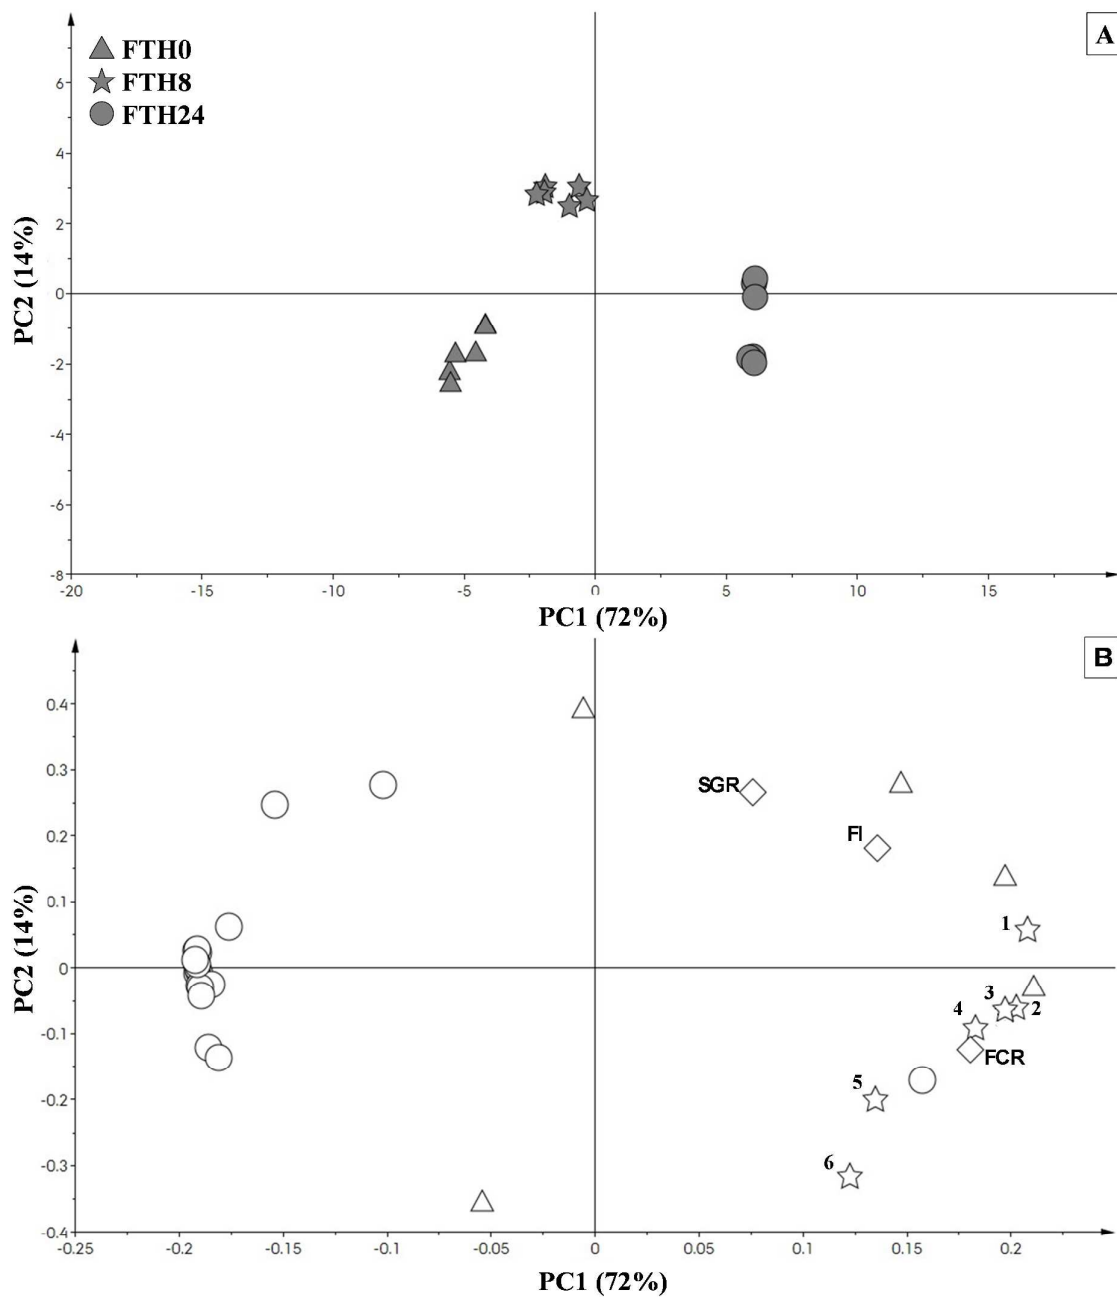 A
FTH0
FTH8
FTH24
6
4
2
0
-2
-4
-6
-8
PC2 (14%)
-20 -15 -10 -5 0 5 10 15
PC1 (72%)
B
0.4
0.3
0.2
0.1
0
-0.1
-0.2
-0.3
-0.4
PC2 (14%)
SGR
FI
1
3
2
4
FCR
5
6
-0.25 -0.2 -0.15 -0.1 -0.05 0 0.05 0.1 0.15 0.2
PC1 (72%)